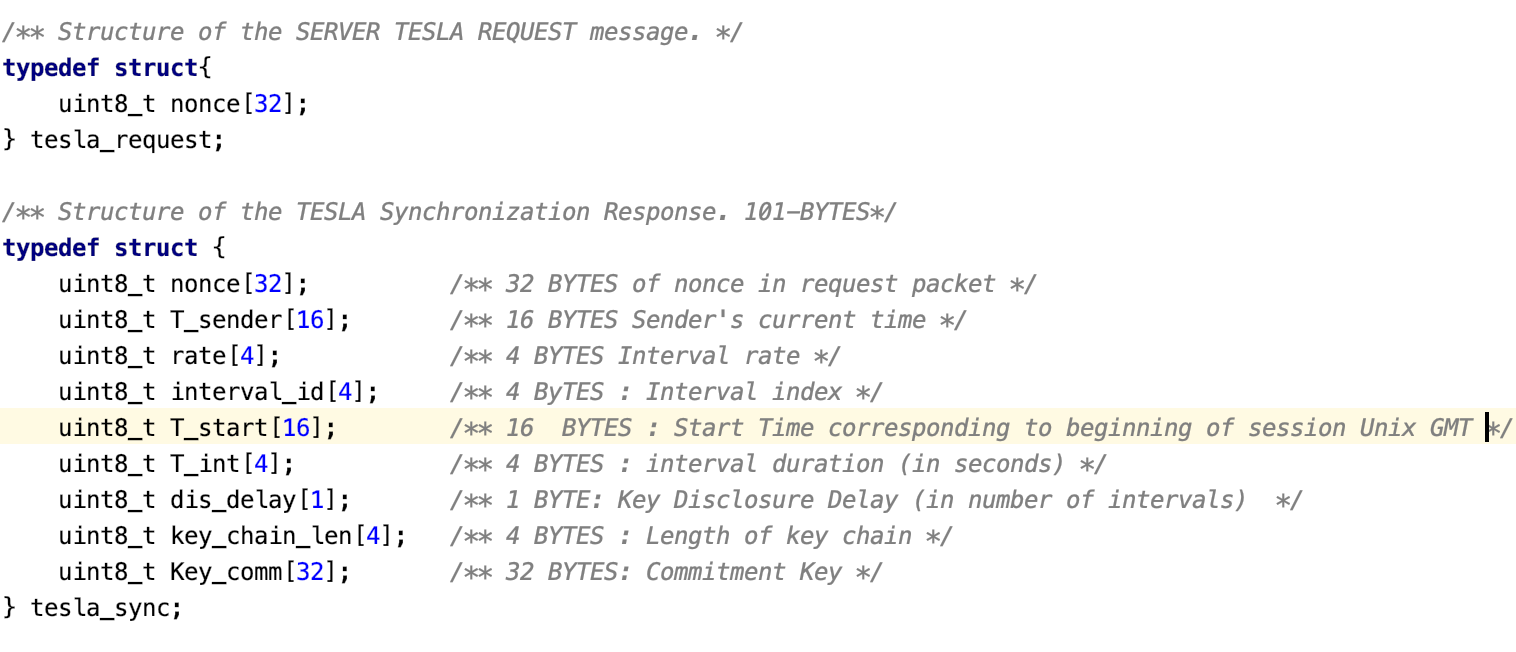 /** Structure of the SERVER TESLA REQUEST message. */
typedef struct{
    uint8_t nonce[32];
} tesla_request;

/** Structure of the TESLA Synchronization Response. 101-BYTES*/
typedef struct {
    uint8_t nonce[32];          /** 32 BYTES of nonce in request packet */
    uint8_t T_sender[16];       /** 16 BYTES Sender's current time */
    uint8_t rate[4];            /** 4 BYTES Interval rate */
    uint8_t interval_id[4];     /** 4 ByTES : Interval index */
    uint8_t T_start[16];        /** 16  BYTES : Start Time corresponding to beginning of session Unix GMT */
    uint8_t T_int[4];           /** 4 BYTES : interval duration (in seconds) */
    uint8_t dis_delay[1];       /** 1 BYTE: Key Disclosure Delay (in number of intervals)  */
    uint8_t key_chain_len[4];   /** 4 BYTES : Length of key chain */
    uint8_t Key_comm[32];       /** 32 BYTES: Commitment Key */
} tesla_sync;